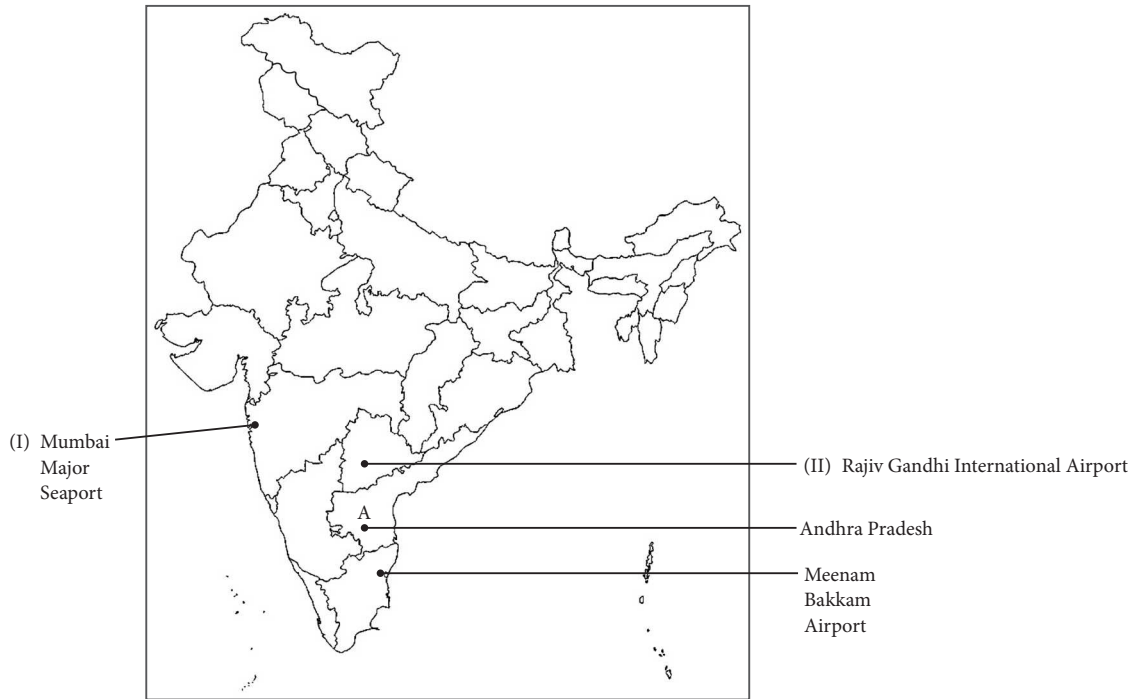 (I) Mumbai
Major
Seaport
(II) Rajiv Gandhi International Airport
A
Andhra Pradesh
Meenam
Bakkam
Airport